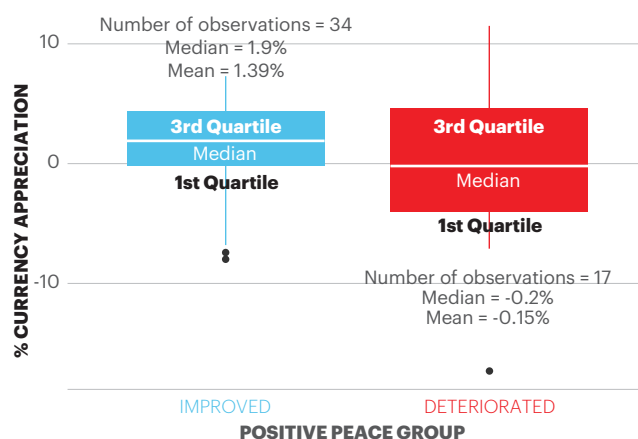 % CURRENCY APPRECIATION
10
0
-10
Number of observations = 34
Median = 1.9%
Mean = 1.39%
3rd Quartile
Median
1st Quartile
3rd Quartile
Median
1st Quartile
Number of observations = 17
Median = -0.2%
Mean = -0.15%
IMPROVED
DETERIORATED
POSITIVE PEACE GROUP